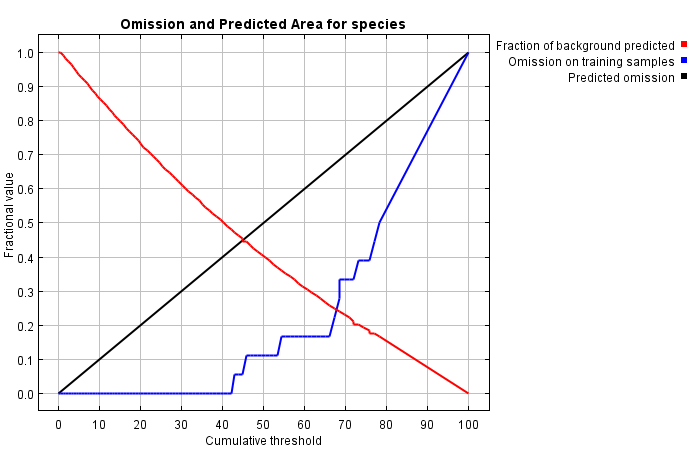 Omission and Predicted Area for species
Fraction of background predicted
Omission on training samples
Predicted omission
Fractional value
1.0
0.9
0.8
0.7
0.6
0.5
0.4
0.3
0.2
0.1
0.0
0 10 20 30 40 50 60 70 80 90 100
Cumulative threshold